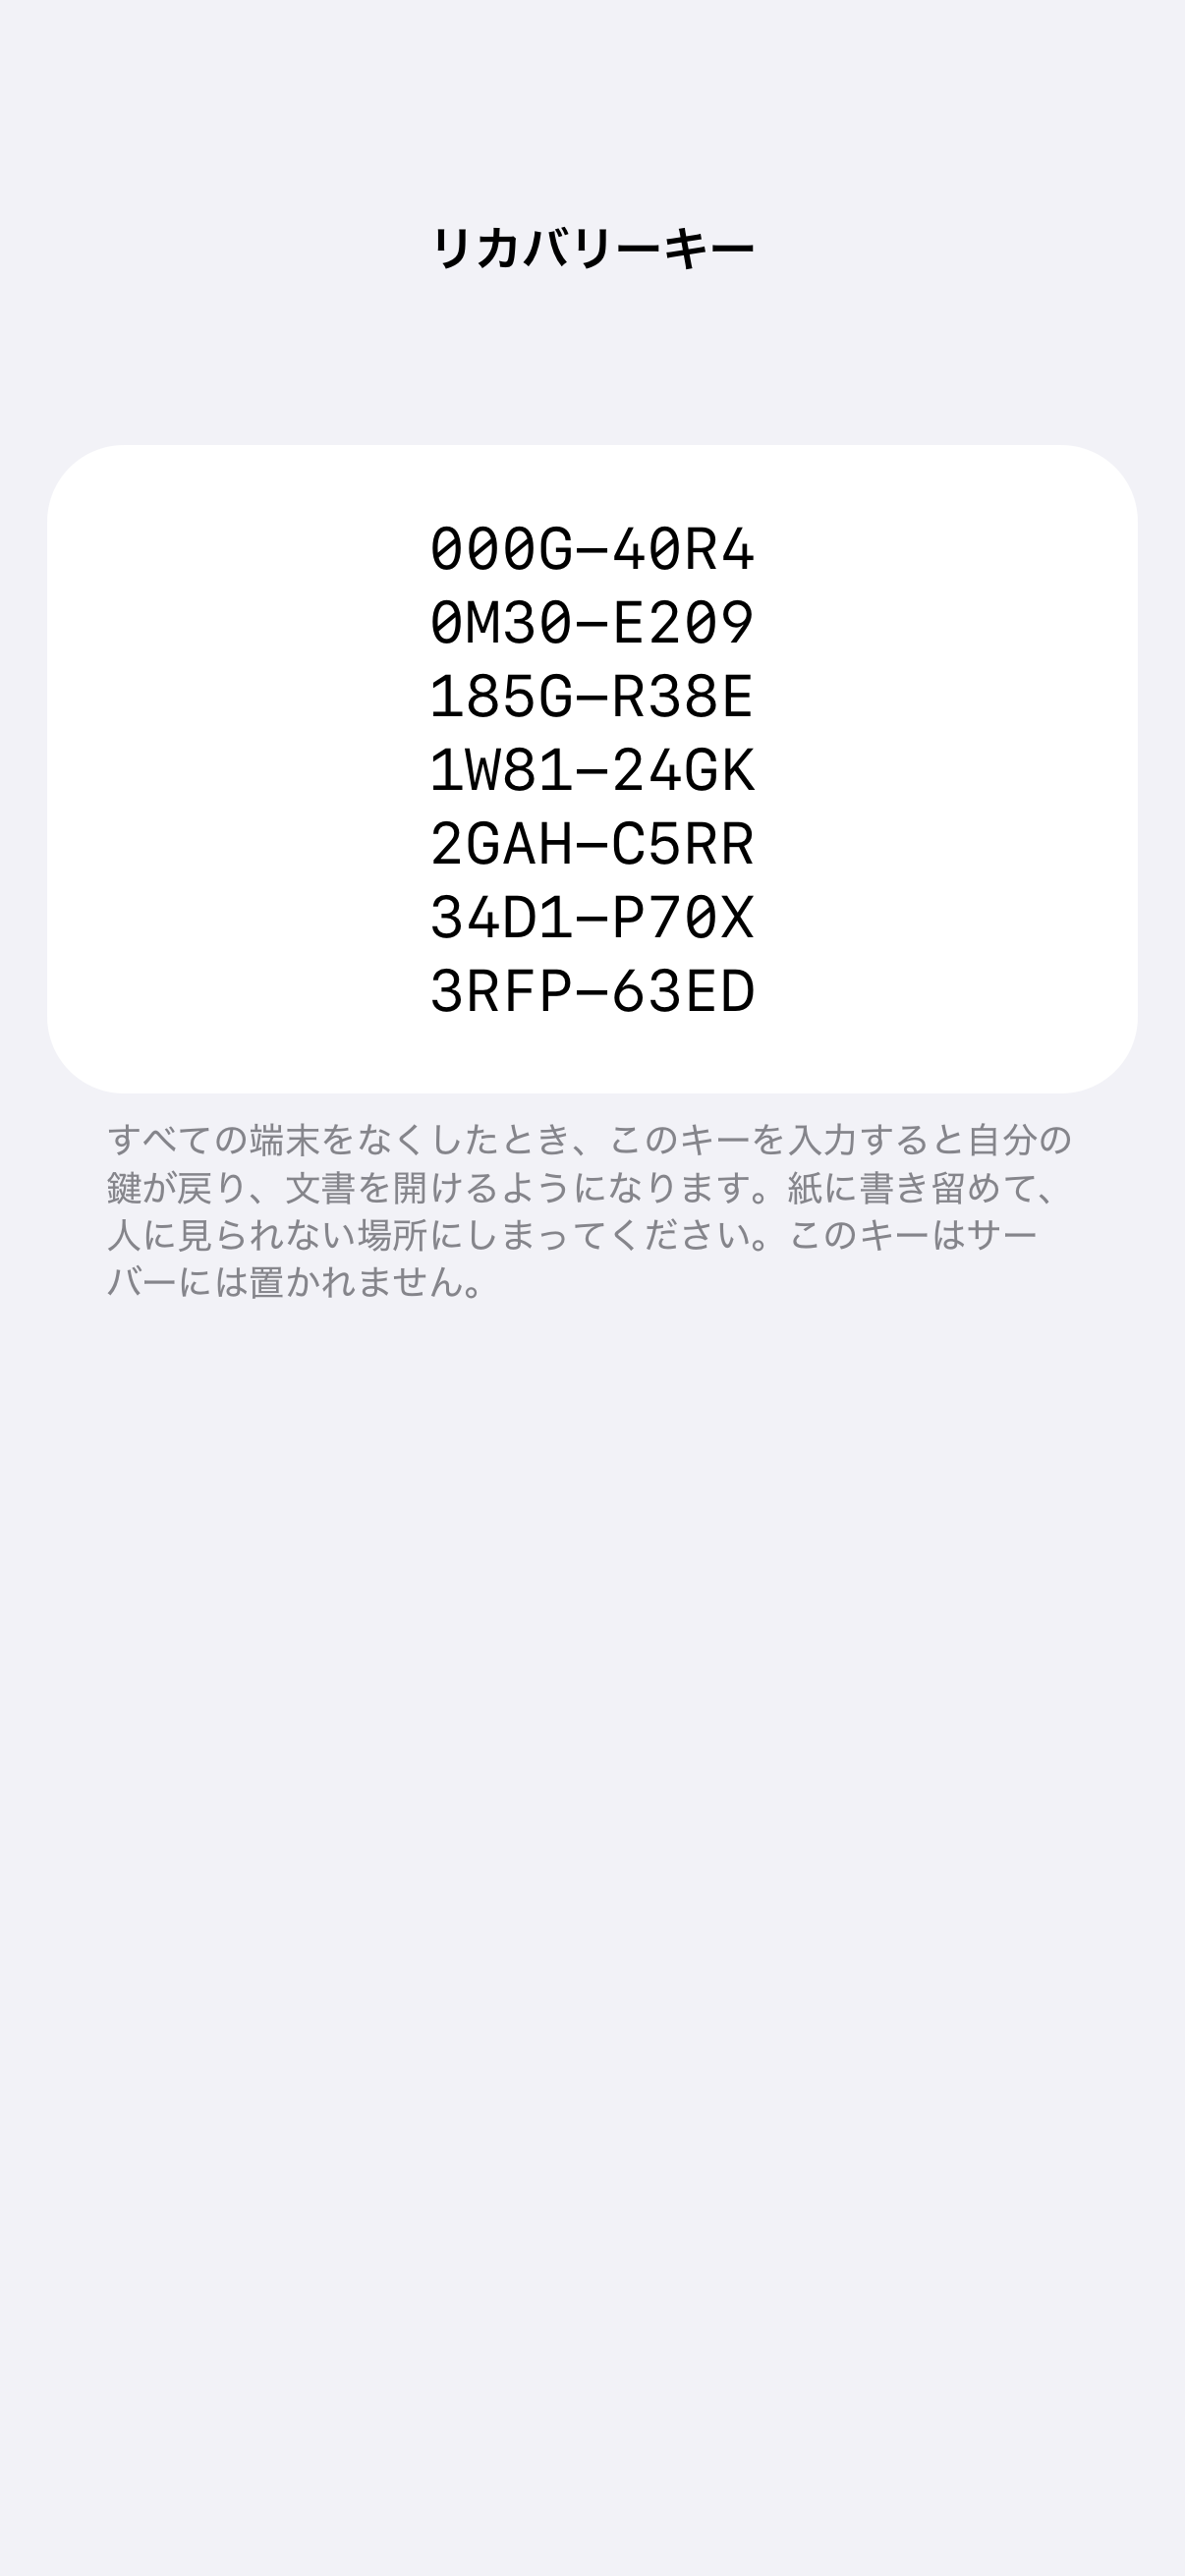 リカバリーキー
000G-40R4
0M30-E209
185G-R38E
1W81-24GK
2GAH-C5RR
34D1-P70X
3RFP-63ED
すべての端末をなくしたとき、このキーを入力すると自分の
鍵が戻り、文書を開けるようになります。紙に書き留めて、
人に見られない場所にしまってください。このキーはサー
バーには置かれません。